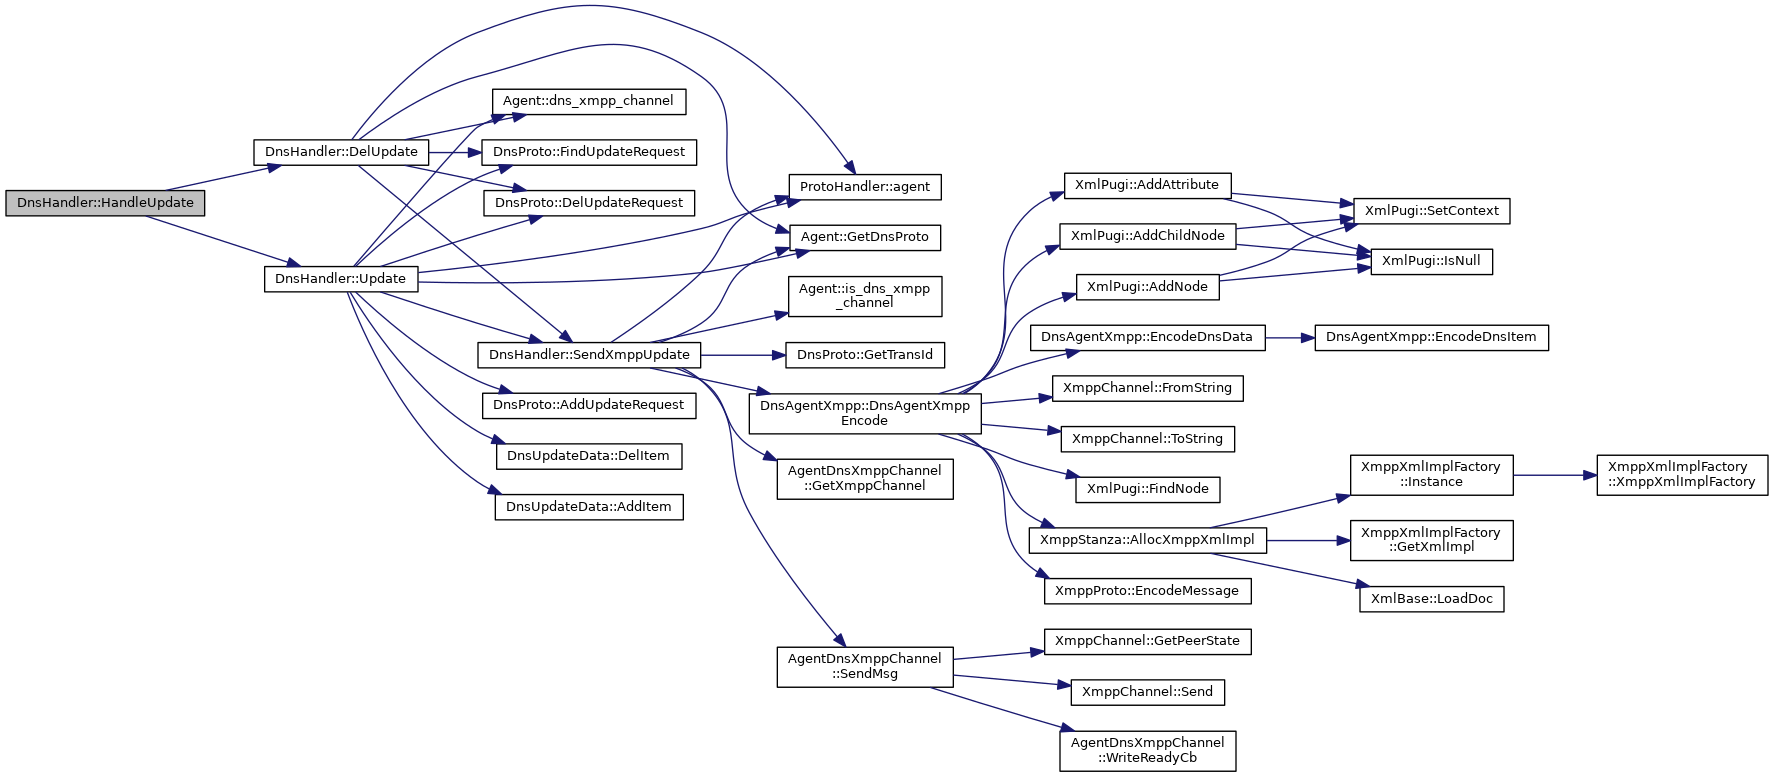 DnsHandler::HandleUpdate
DnsHandler::DelUpdate
DnsHandler::Update
Agent::dns_xmpp_channel
DnsProto::FindUpdateRequest
DnsProto::DelUpdateRequest
DnsHandler::SendXmppUpdate
DnsProto::AddUpdateRequest
DnsUpdateData::DelItem
DnsUpdateData::AddItem
ProtoHandler::agent
Agent::GetDnsProto
Agent::is_dns_xmpp
_channel
DnsProto::GetTransId
DnsAgentXmpp::DnsAgentXmpp
Encode
AgentDnsXmppChannel
::GetXmppChannel
AgentDnsXmppChannel
::SendMsg
XmlPugi::AddAttribute
XmlPugi::AddChildNode
XmlPugi::AddNode
DnsAgentXmpp::EncodeDnsData
XmppChannel::FromString
XmppChannel::ToString
XmlPugi::FindNode
XmppStanza::AllocXmppXmlImpl
XmppProto::EncodeMessage
XmppChannel::GetPeerState
XmppChannel::Send
AgentDnsXmppChannel
::WriteReadyCb
XmlPugi::SetContext
XmlPugi::IsNull
DnsAgentXmpp::EncodeDnsItem
XmppXmlImplFactory
::Instance
XmppXmlImplFactory
::GetXmlImpl
XmlBase::LoadDoc
XmppXmlImplFactory
::XmppXmlImplFactory